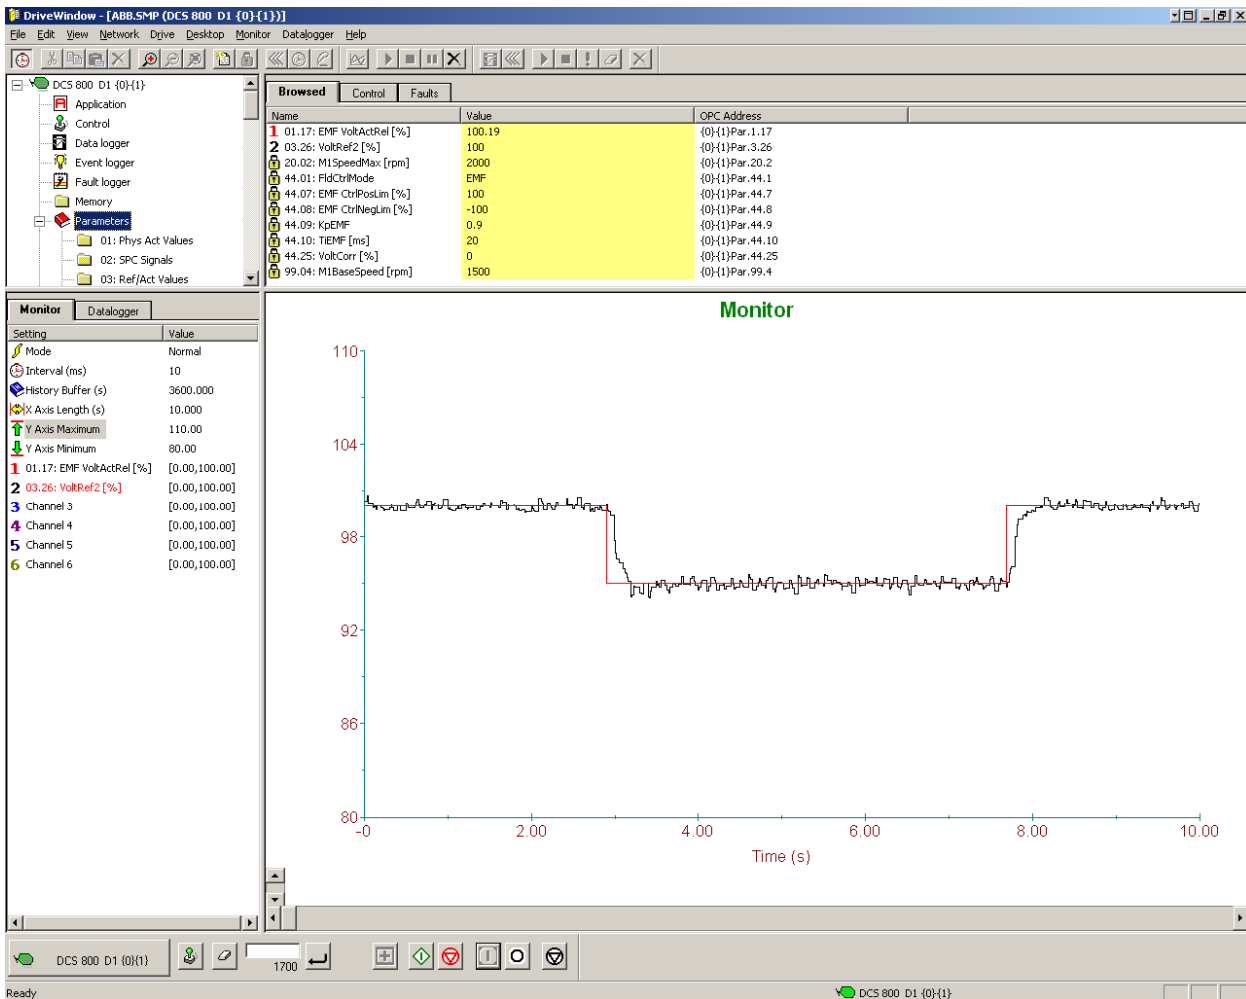 DriveWindow - [ABB.SMP (DCS 800 D1 {0}{1})]
File Edit View Network Drive Desktop Monitor Datalogger Help
DCS 800 D1 {0}{1}
Application
Control
Data logger
Event logger
Fault logger
Memory
Parameters
01: Phys Act Values
02: SPC Signals
03: Ref/Act Values
Browsed Control Faults
Name Value OPC Address
1 01.17: EMF VoltActRel [%] 100.19 {0}{1}Par.1.17
2 03.26: VoltRef2 [%] 100 {0}{1}Par.3.26
20.02: M1SpeedMax [rpm] 2000 {0}{1}Par.20.2
44.01: FldCtrlMode EMF {0}{1}Par.44.1
44.07: EMF CtrlPosLim [%] 100 {0}{1}Par.44.7
44.08: EMF CtrlNegLim [%] -100 {0}{1}Par.44.8
44.09: KpEMF 0.9 {0}{1}Par.44.9
44.10: TiEMF [ms] 20 {0}{1}Par.44.10
44.25: VoltCorr [%] 0 {0}{1}Par.44.25
99.04: M1BaseSpeed [rpm] 1500 {0}{1}Par.99.4
Monitor Datalogger
Setting Value
Mode Normal
Interval (ms) 10
History Buffer (s) 3600.000
X Axis Length (s) 10.000
Y Axis Maximum 110.00
Y Axis Minimum 80.00
1 01.17: EMF VoltActRel [%] [0.00,100.00]
2 03.26: VoltRef2 [%] [0.00,100.00]
3 Channel 3 [0.00,100.00]
4 Channel 4 [0.00,100.00]
5 Channel 5 [0.00,100.00]
6 Channel 6 [0.00,100.00]
Monitor
110
104
98
92
86
80
-0 2.00 4.00 6.00 8.00 10.00
Time (s)
DCS 800 D1 {0}{1}
1700
Ready
DCS 800 D1 {0}{1}